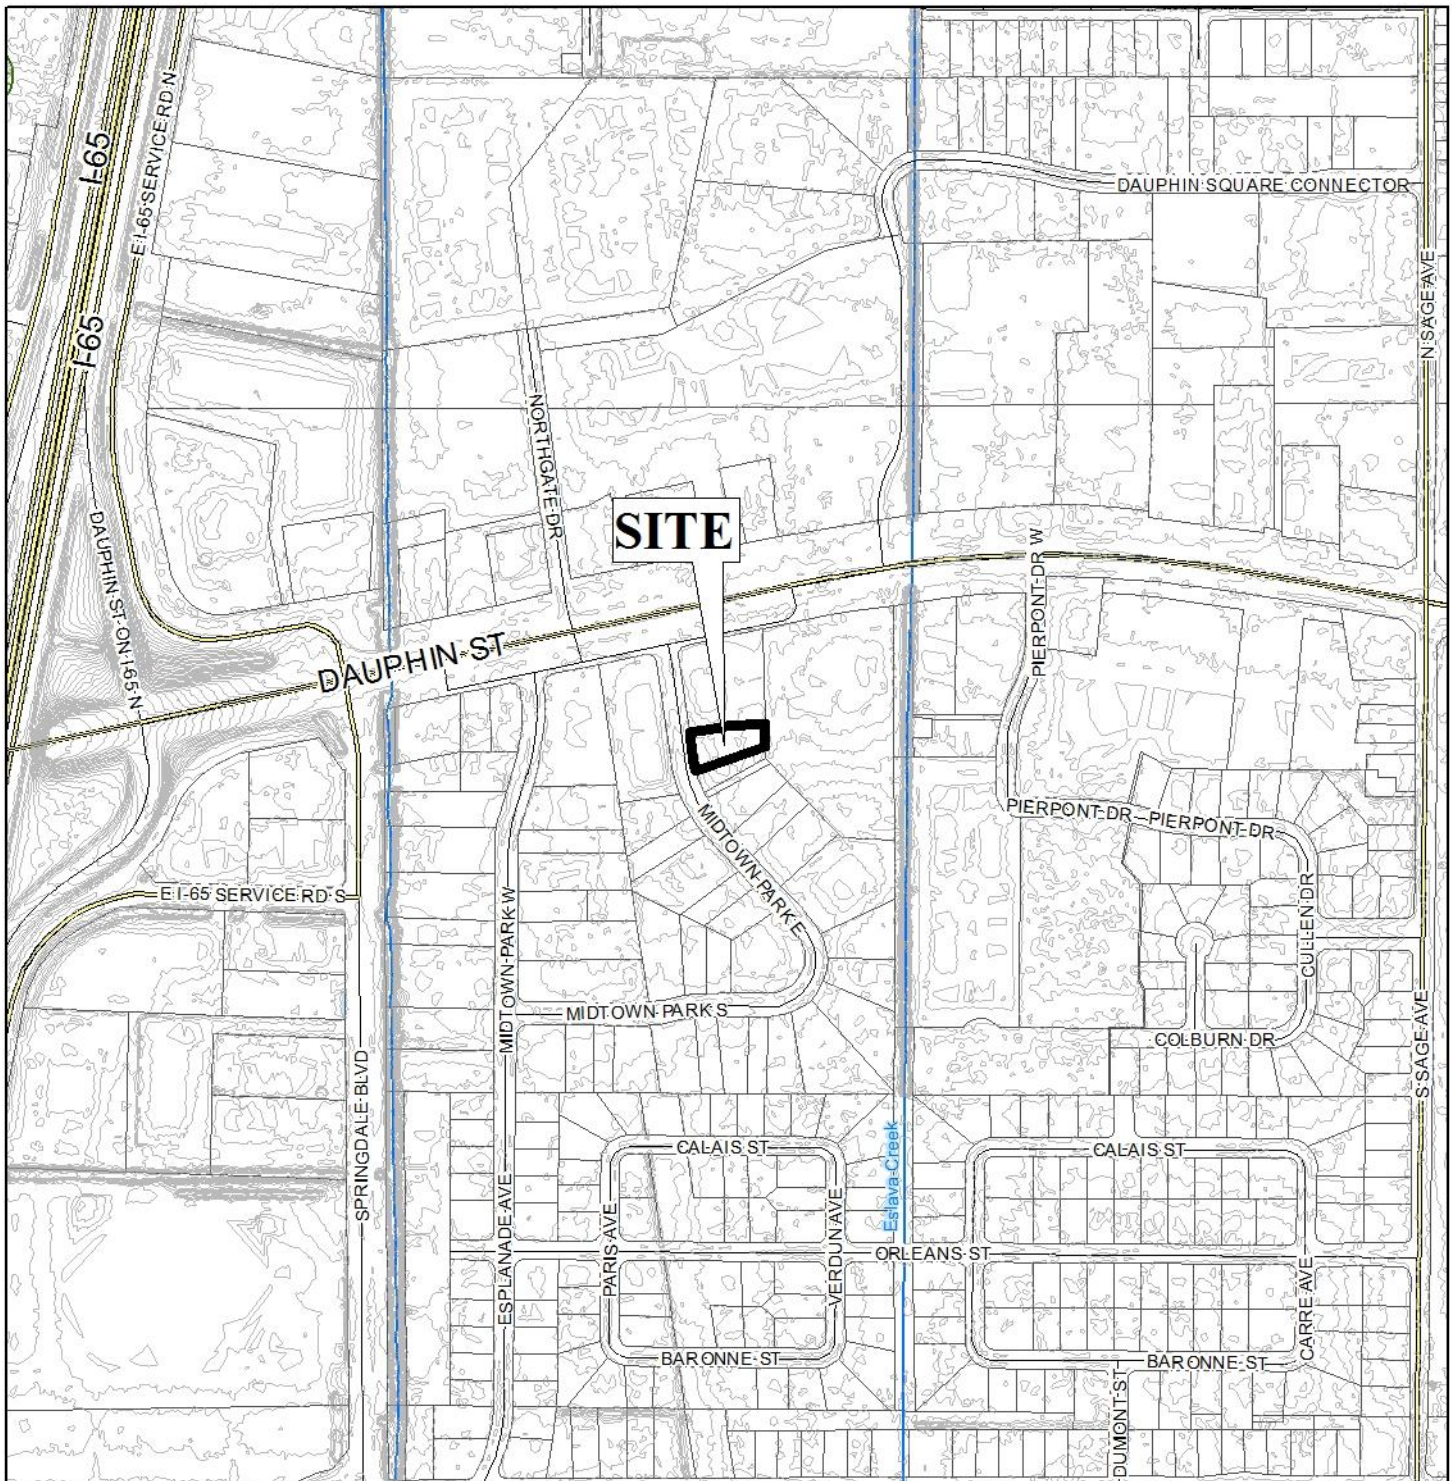 I-65
E I-65 SERVICE RD N
DAUPHIN SQUARE CONNECTOR
N SAGE AVE
I-65
NORTHGATE DR
SITE
DAUPHIN ST ON I-65 N
PIERPONT DR W
DAUPHIN ST
PIERPONT DR
PIERPONT DR
MIDTOWN PARK E
E I-65 SERVICE RD S
MIDTOWN PARK W
CULLEN DR
MIDTOWN PARK S
COLBURN DR
S SAGE AVE
SPRINGDALE BLVD
CALAIS ST
Eslava Creek
CALAIS ST
ESPLANADE AVE
PARIS AVE
VERDUN AVE
ORLEANS ST
CARRE AVE
BARONNE ST
BARONNE ST
DUMONT ST